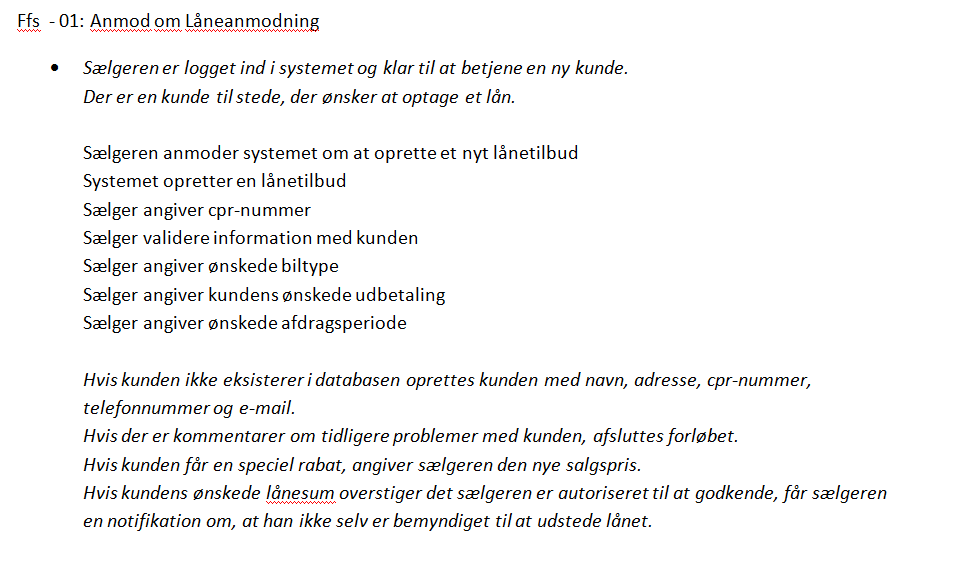 Ffs - 01: Anmod om Låneanmodning
• Sælgeren er logget ind i systemet og klar til at betjene en ny kunde.
Der er en kunde til stede, der ønsker at optage et lån.
Sælgeren anmoder systemet om at oprette et nyt lånetilbud
Systemet opretter en lånetilbud
Sælger angiver cpr-nummer
Sælger validere information med kunden
Sælger angiver ønskede biltype
Sælger angiver kundens ønskede udbetaling
Sælger angiver ønskede afdragsperiode
Hvis kunden ikke eksisterer i databasen oprettes kunden med navn, adresse, cpr-nummer,
telefonnummer og e-mail.
Hvis der er kommentarer om tidligere problemer med kunden, afsluttes forløbet.
Hvis kunden får en speciel rabat, angiver sælgeren den nye salgspris.
Hvis kundens ønskede lånesum overstiger det sælgeren er autoriseret til at godkende, får sælgeren
en notifikation om, at han ikke selv er bemyndiget til at udstede lånet.